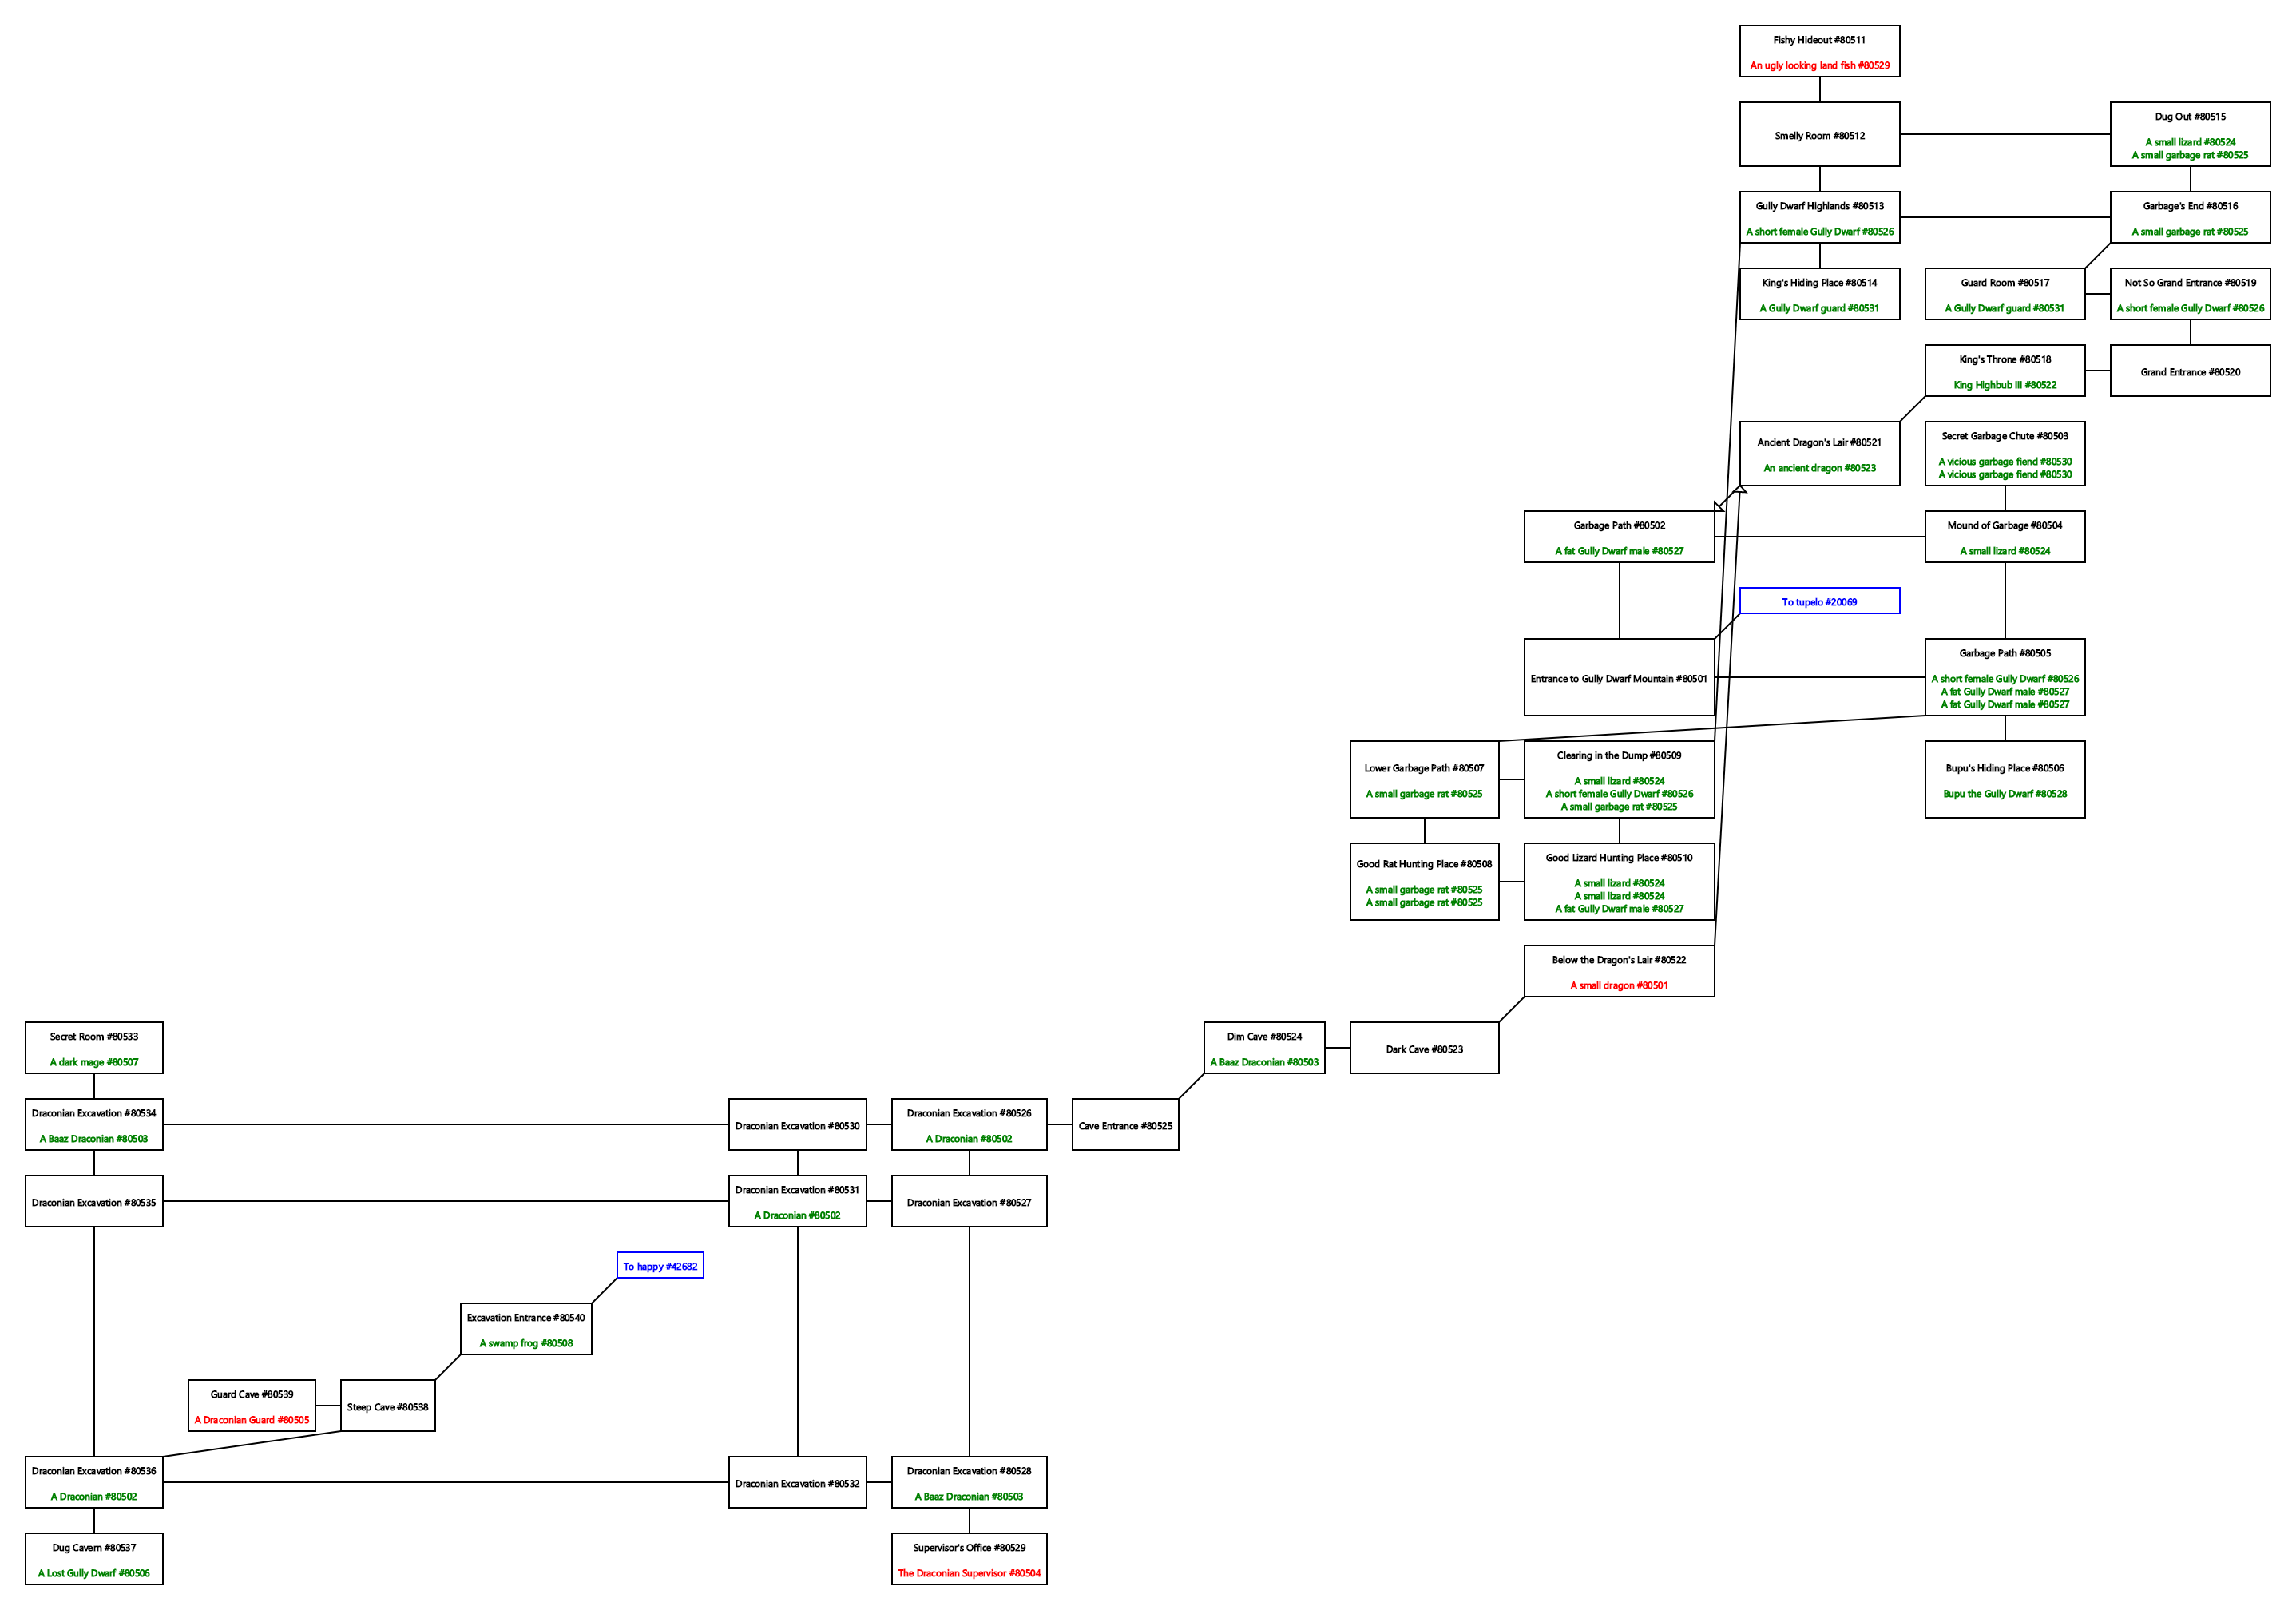 Fishy Hideout #80511
An ugly looking land fish #80529
Smelly Room #80512
Dug Out #80515
A small lizard #80524
A small garbage rat #80525
Gully Dwarf Highlands #80513
A short female Gully Dwarf #80526
Garbage's End #80516
A small garbage rat #80525
King's Hiding Place #80514
A Gully Dwarf guard #80531
Guard Room #80517
A Gully Dwarf guard #80531
Not So Grand Entrance #80519
A short female Gully Dwarf #80526
King's Throne #80518
King Highbub III #80522
Grand Entrance #80520
Ancient Dragon's Lair #80521
An ancient dragon #80523
Secret Garbage Chute #80503
A vicious garbage fiend #80530
A vicious garbage fiend #80530
Garbage Path #80502
A fat Gully Dwarf male #80527
Mound of Garbage #80504
A small lizard #80524
To tupelo #20069
Entrance to Gully Dwarf Mountain #80501
Garbage Path #80505
A short female Gully Dwarf #80526
A fat Gully Dwarf male #80527
A fat Gully Dwarf male #80527
Lower Garbage Path #80507
A small garbage rat #80525
Clearing in the Dump #80509
A small lizard #80524
A short female Gully Dwarf #80526
A small garbage rat #80525
Bupu's Hiding Place #80506
Bupu the Gully Dwarf #80528
Good Rat Hunting Place #80508
A small garbage rat #80525
A small garbage rat #80525
Good Lizard Hunting Place #80510
A small lizard #80524
A small lizard #80524
A fat Gully Dwarf male #80527
Below the Dragon's Lair #80522
A small dragon #80501
Secret Room #80533
A dark mage #80507
Dim Cave #80524
A Baaz Draconian #80503
Dark Cave #80523
Draconian Excavation #80534
A Baaz Draconian #80503
Draconian Excavation #80530
Draconian Excavation #80526
A Draconian #80502
Cave Entrance #80525
Draconian Excavation #80535
Draconian Excavation #80531
A Draconian #80502
Draconian Excavation #80527
To happy #42682
Excavation Entrance #80540
A swamp frog #80508
Guard Cave #80539
A Draconian Guard #80505
Steep Cave #80538
Draconian Excavation #80536
A Draconian #80502
Draconian Excavation #80532
Draconian Excavation #80528
A Baaz Draconian #80503
Dug Cavern #80537
A Lost Gully Dwarf #80506
Supervisor's Office #80529
The Draconian Supervisor #80504